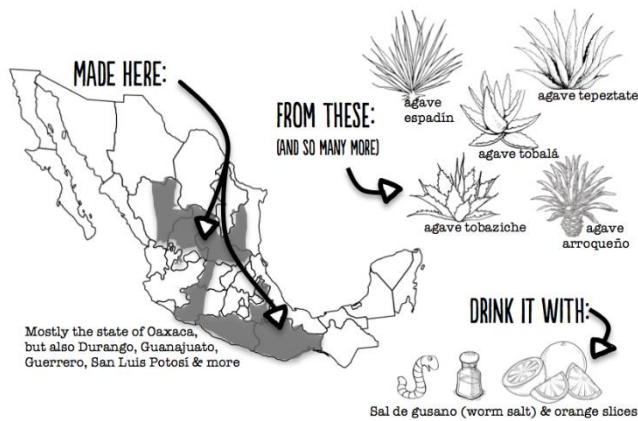 MADE HERE:
FROM THESE:
(AND SO MANY MORE)
agave
espadín
agave tepeztate
agave tobalá
agave tobaziche
agave
arroqueño
Mostly the state of Oaxaca,
but also Durango, Guanajuato,
Guerrero, San Luis Potosí & more
DRINK IT WITH:
Sal de gusano (worm salt) & orange slices